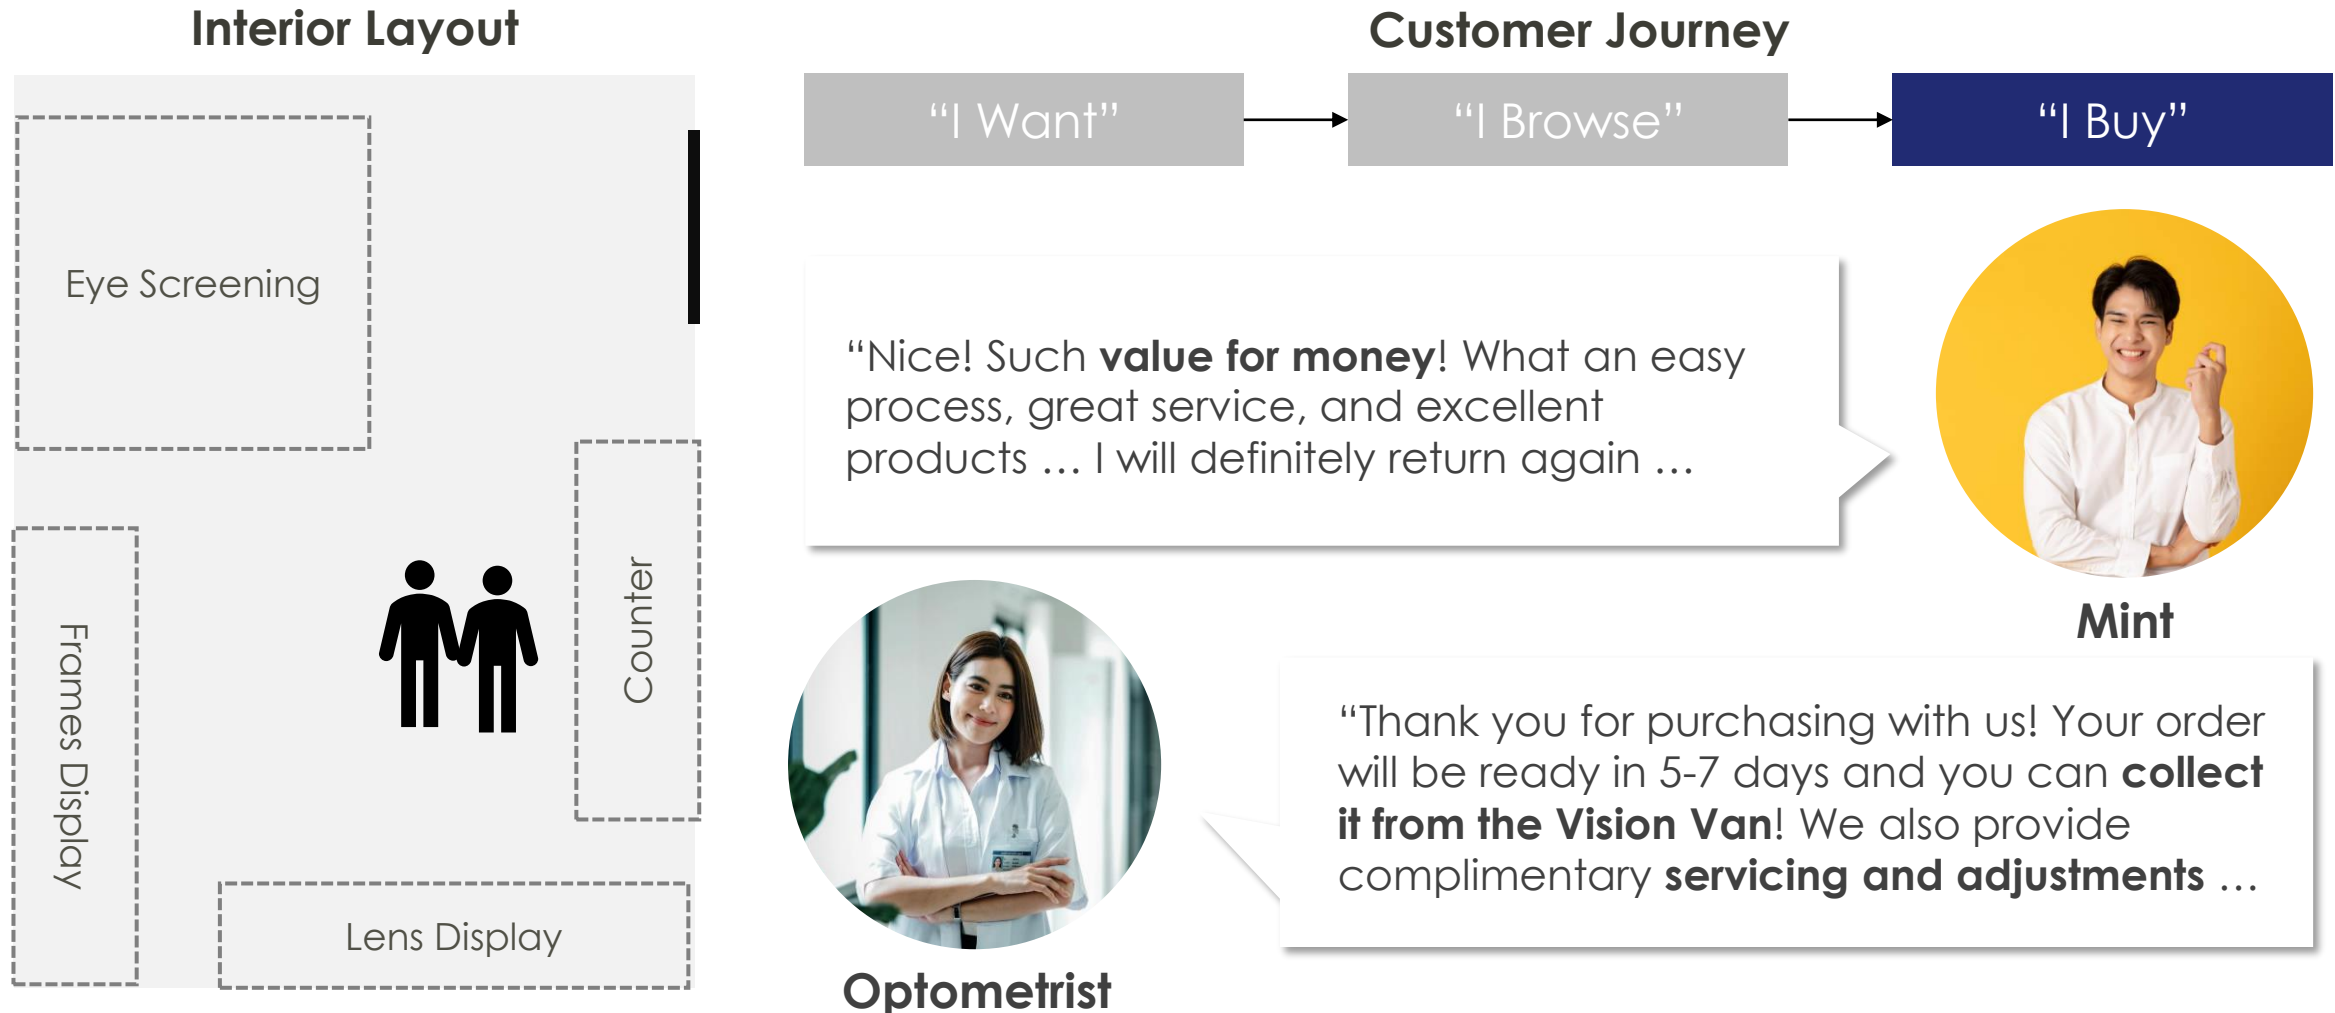 Interior Layout
Eye Screening
Frames Display
Counter
Lens Display
Customer Journey
“I Want”
“I Browse”
“I Buy”
“Nice! Such value for money! What an easy
process, great service, and excellent
products … I will definitely return again …
Mint
Optometrist
“Thank you for purchasing with us! Your order
will be ready in 5-7 days and you can collect
it from the Vision Van! We also provide
complimentary servicing and adjustments …